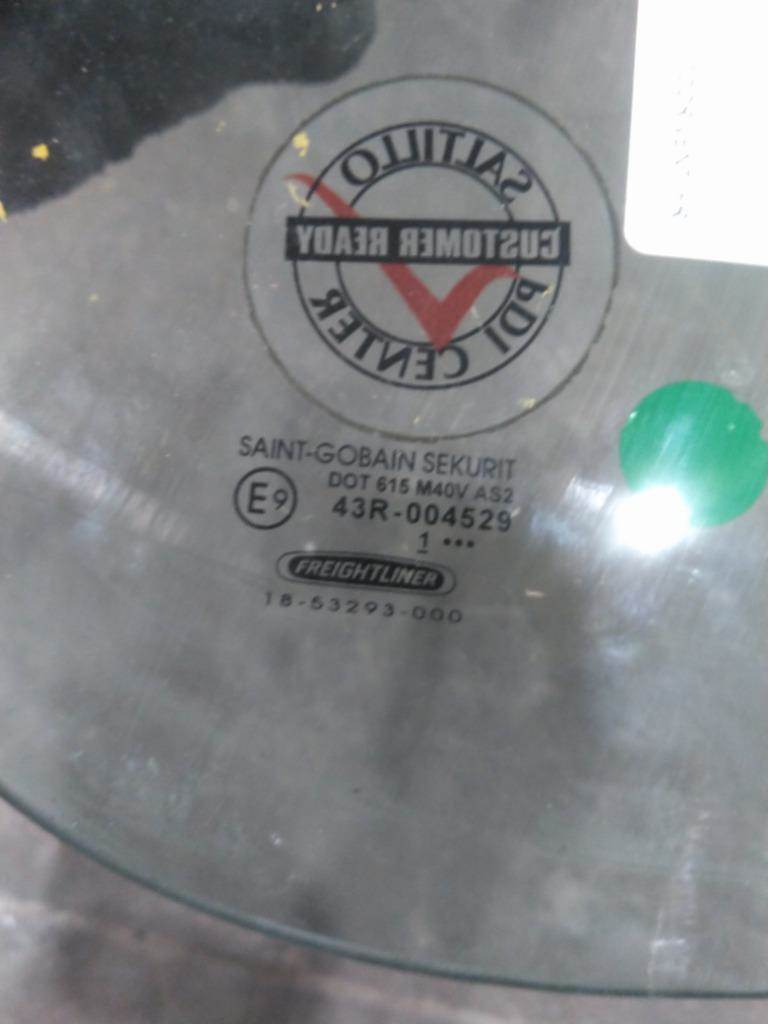 SALTILLO
CUSTOMER READY
PDI CENTER
SAINT-GOBAIN SEKURIT
DOT 615 M40V AS2
E9 43R-004529
1 •••
FREIGHTLINER
18-53293-000